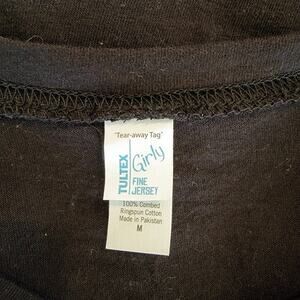 "Tear-away Tag"
TULTEX
Girly
FINE
JERSEY
100% Combed
Ringspun Cotton
Made in Pakistan
M